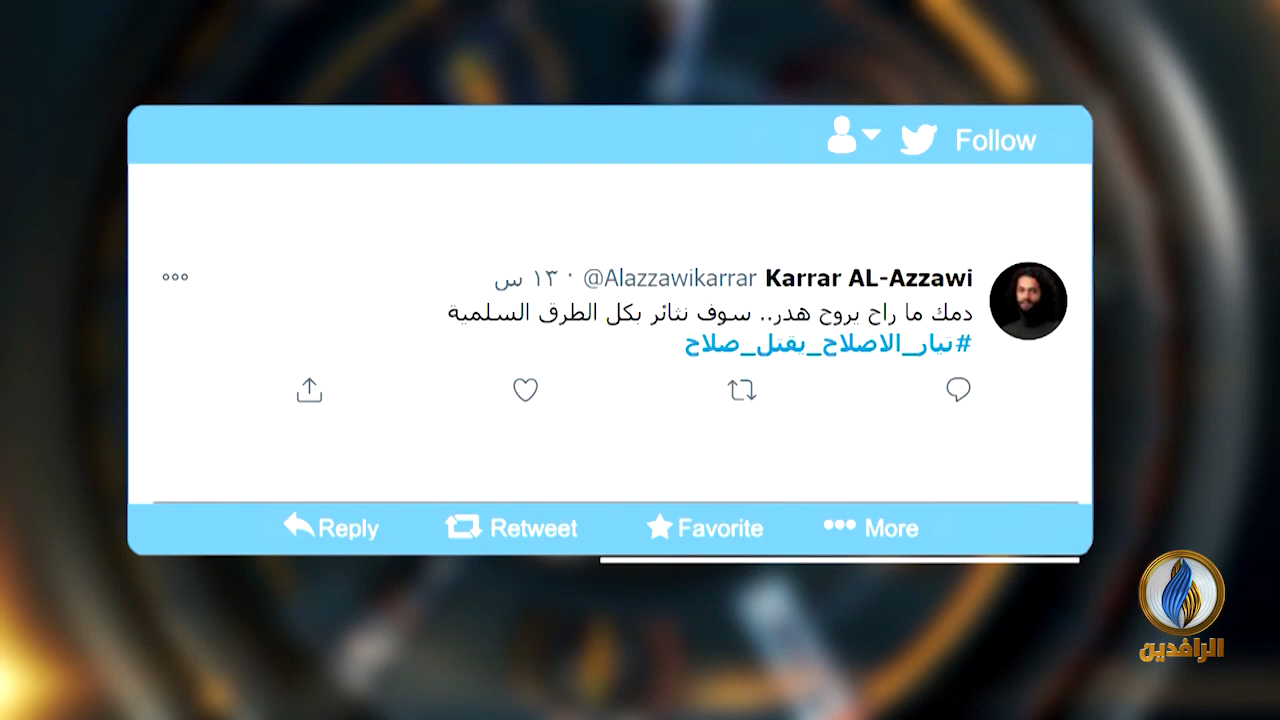 Follow
Karrar AL-Azzawi @Alazzawikarrar · ١٣ س
دمك ما راح يروح هدر.. سوف نثائر بكل الطرق السلمية
#تيار_الاصلاح_يقتل_صلاح
Reply Retweet Favorite More
الرافدين